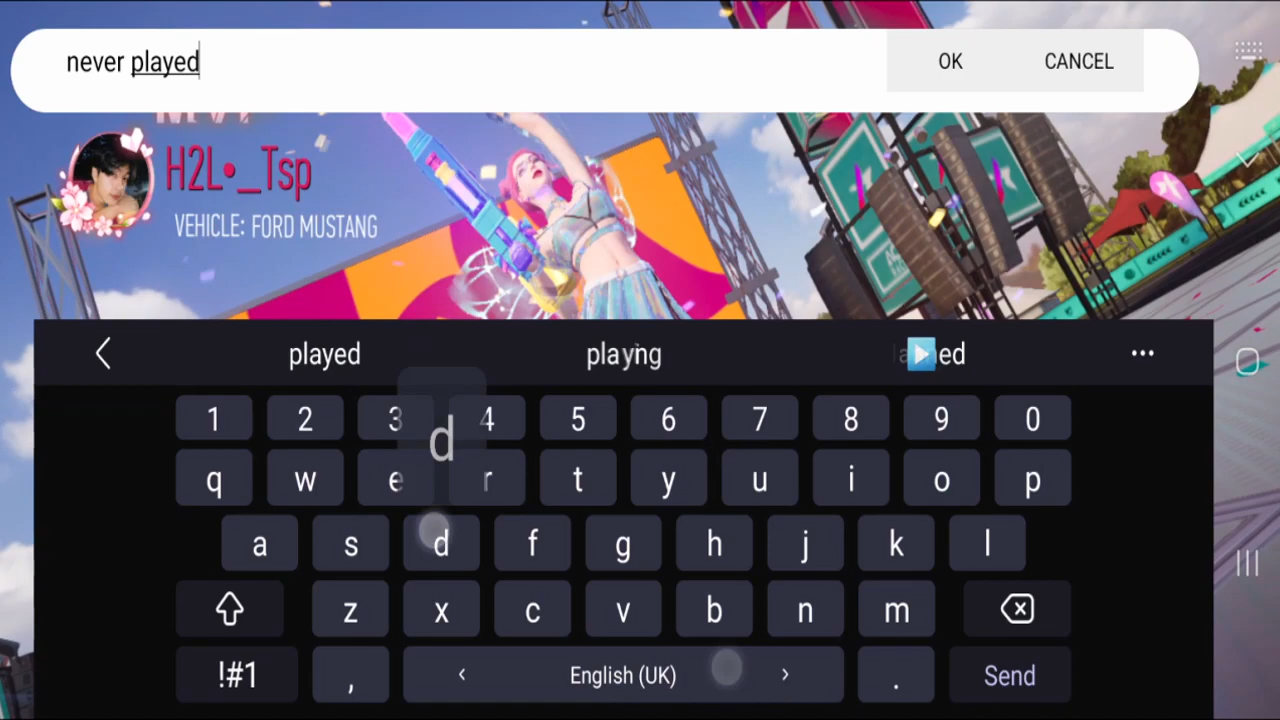 never played
OK
CANCEL
H2L•_Tsp
VEHICLE: FORD MUSTANG
played
playing
1 2 3 4 5 6 7 8 9 0
d
q w e r t y u i o p
a s d f g h j k l
z x c v b n m
!#1 , < English (UK) > . Send